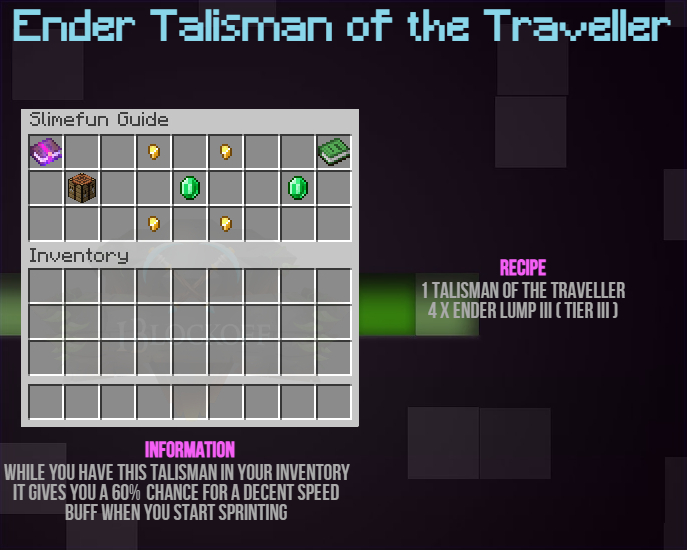 Ender Talisman of the Traveller
Slimefun Guide
Inventory
IBLOCKOFF
RECIPE
1 TALISMAN OF THE TRAVELLER
4 X ENDER LUMP III ( TIER III )
INFORMATION
WHILE YOU HAVE THIS TALISMAN IN YOUR INVENTORY
IT GIVES YOU A 60% CHANCE FOR A DECENT SPEED
BUFF WHEN YOU START SPRINTING